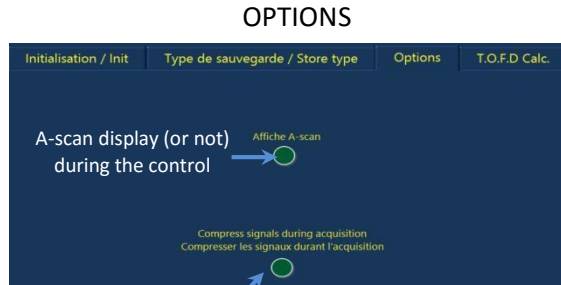 OPTIONS
Initialisation / Init
Type de sauvegarde / Store type
Options
T.O.F.D Calc.
A-scan display (or not)
during the control
Affiche A-scan
Compress signals during acquisition
Compresser les signaux durant l'acquisition